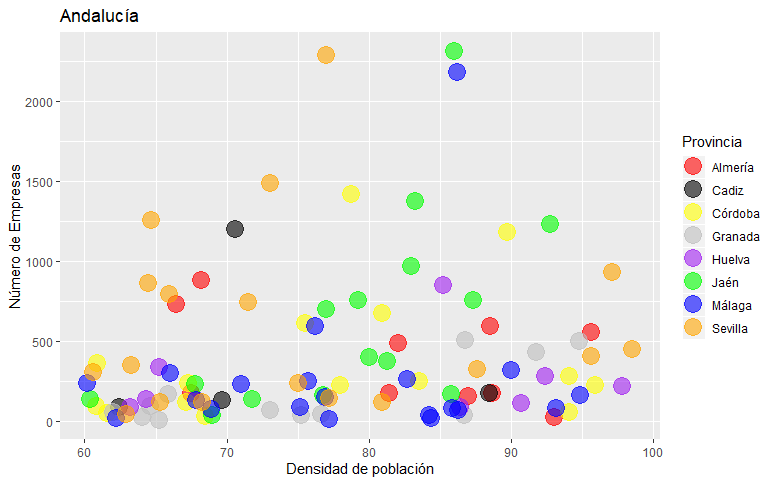 Andalucía
Número de Empresas
2000
1500
1000
500
0
60 70 80 90 100
Densidad de población
Provincia
Almería
Cadiz
Córdoba
Granada
Huelva
Jaén
Málaga
Sevilla